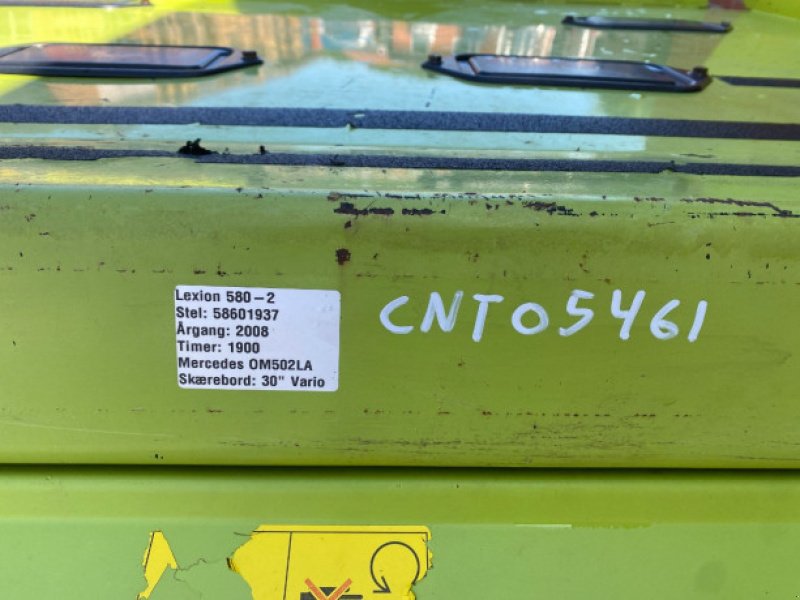 Lexion 580-2
Stel: 58601937
Årgang: 2008
Timer: 1900
Mercedes OM502LA
Skærebord: 30" Vario
CNT05461